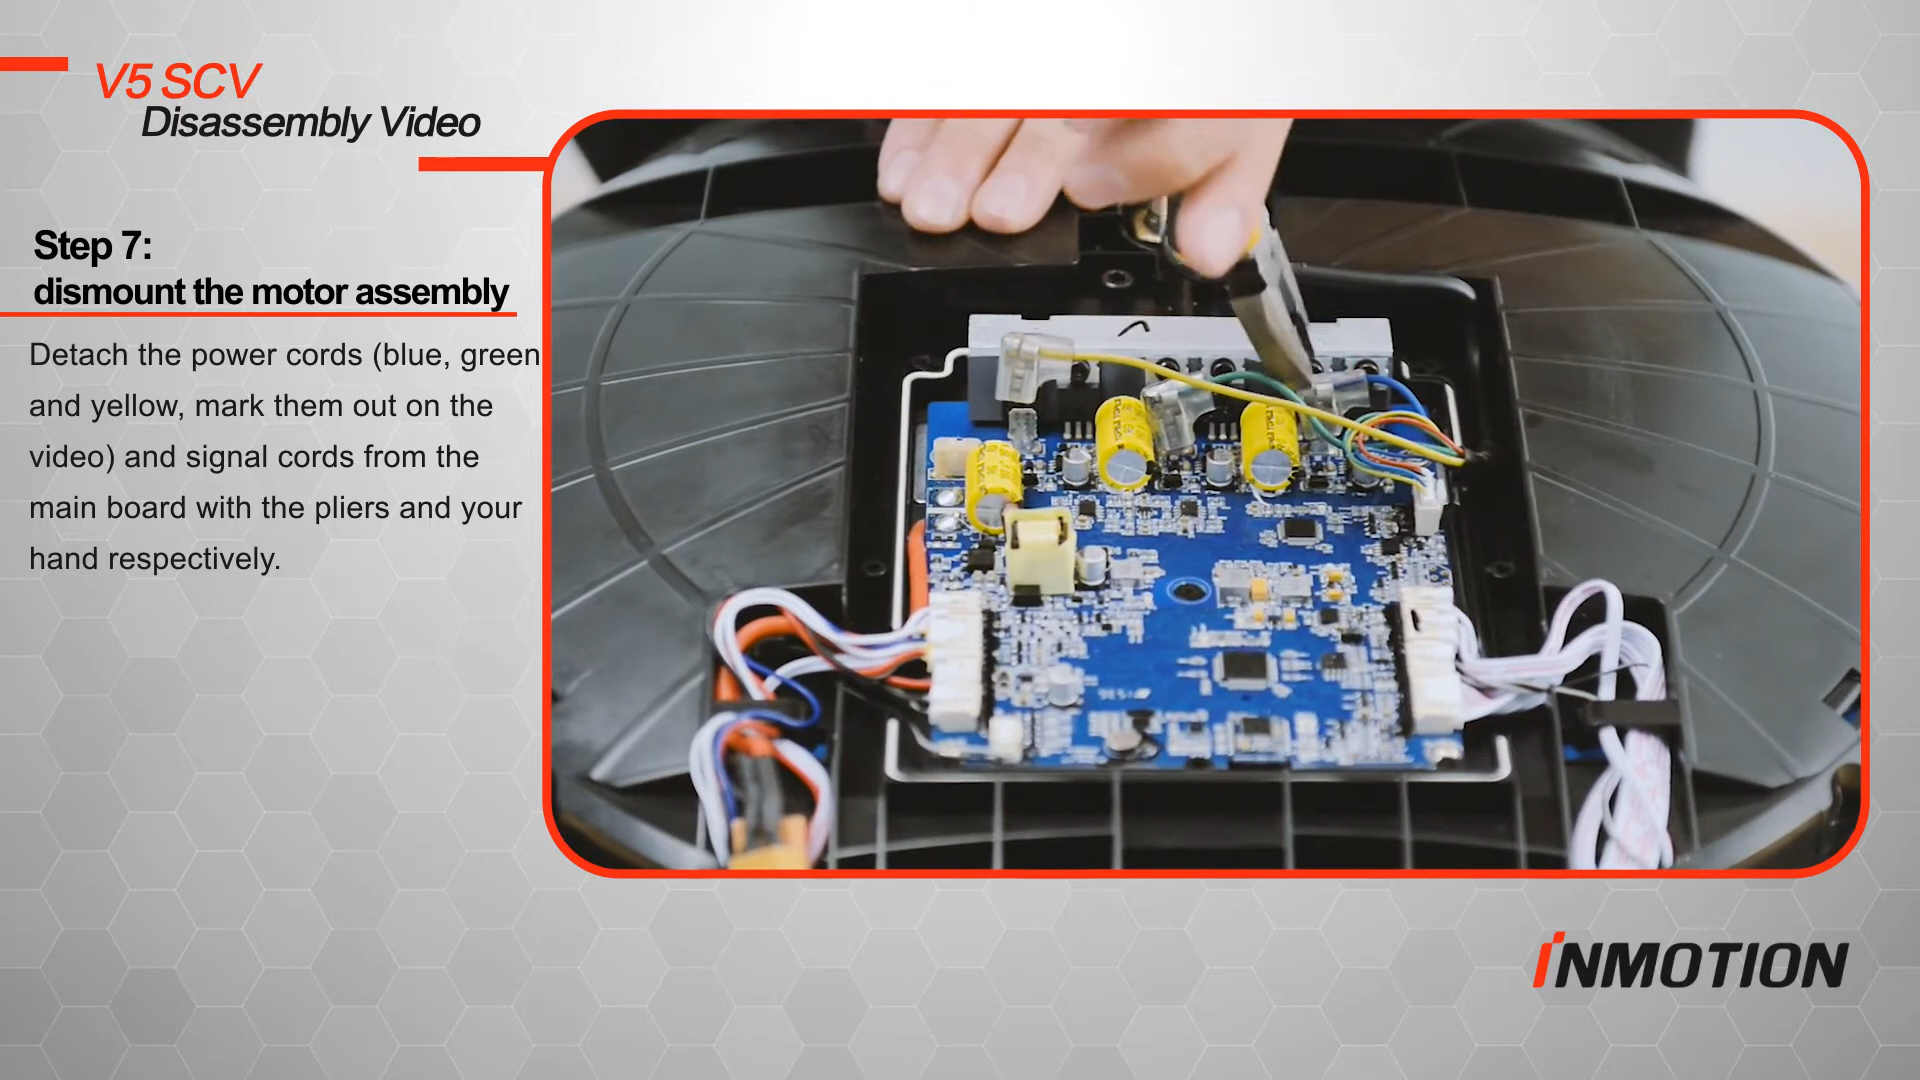 V5 SCV
Disassembly Video
Step 7:
dismount the motor assembly
Detach the power cords (blue, green
and yellow, mark them out on the
video) and signal cords from the
main board with the pliers and your
hand respectively.
INMOTION